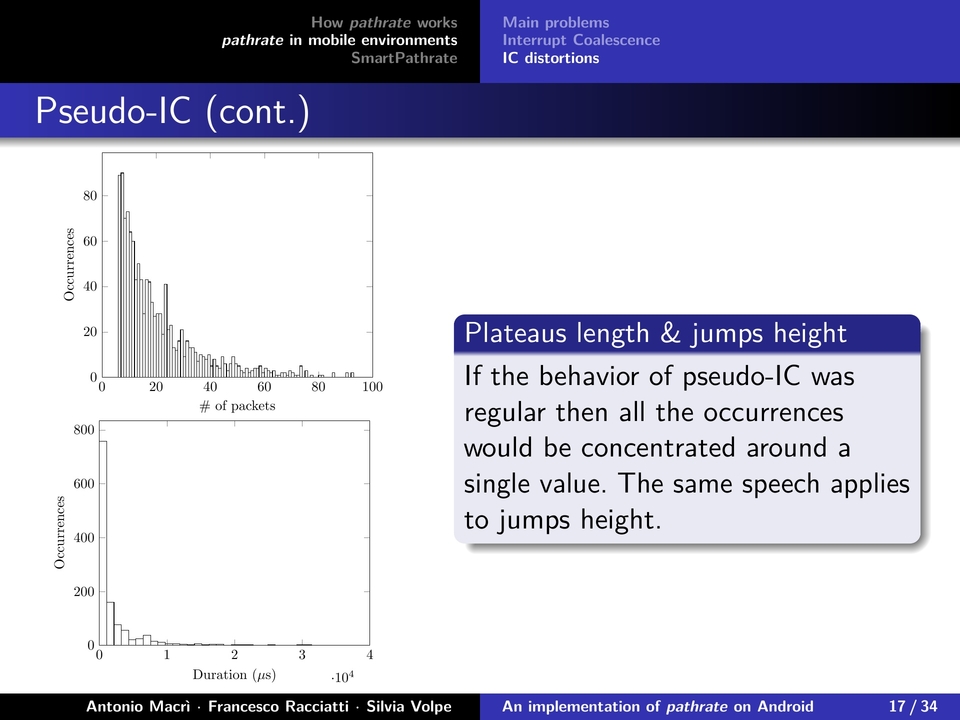 How pathrate works
pathrate in mobile environments
SmartPathrate
Main problems
Interrupt Coalescence
IC distortions
Pseudo-IC (cont.)
80
60
40
20
0
Occurrences
0 20 40 60 80 100
# of packets
800
600
400
200
0
Occurrences
0 1 2 3 4
Duration (μs)
·10⁴
Plateaus length & jumps height
If the behavior of pseudo-IC was
regular then all the occurrences
would be concentrated around a
single value. The same speech applies
to jumps height.
Antonio Macrì · Francesco Racciatti · Silvia Volpe
An implementation of pathrate on Android
17 / 34